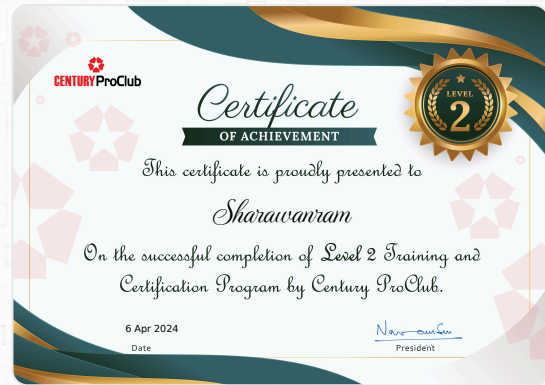 CENTURY ProClub
Certificate
OF ACHIEVEMENT
LEVEL
2
This certificate is proudly presented to
Sharawanram
On the successful completion of Level 2 Training and
Certification Program by Century ProClub.
6 Apr 2024
Date
President